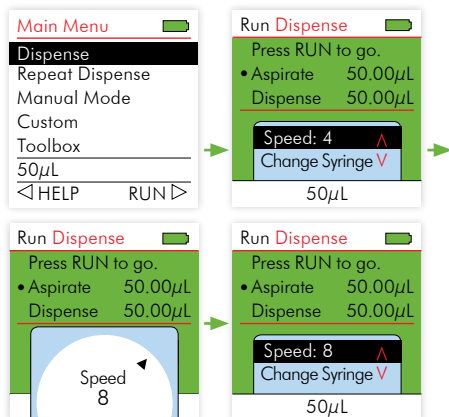 Main Menu
Dispense
Repeat Dispense
Manual Mode
Custom
Toolbox
50μL
HELP RUN
Run Dispense
Press RUN to go.
• Aspirate 50.00μL
Dispense 50.00μL
Speed: 4
Change Syringe
50μL
Run Dispense
Press RUN to go.
• Aspirate 50.00μL
Dispense 50.00μL
Speed
8
Run Dispense
Press RUN to go.
• Aspirate 50.00μL
Dispense 50.00μL
Speed: 8
Change Syringe
50μL